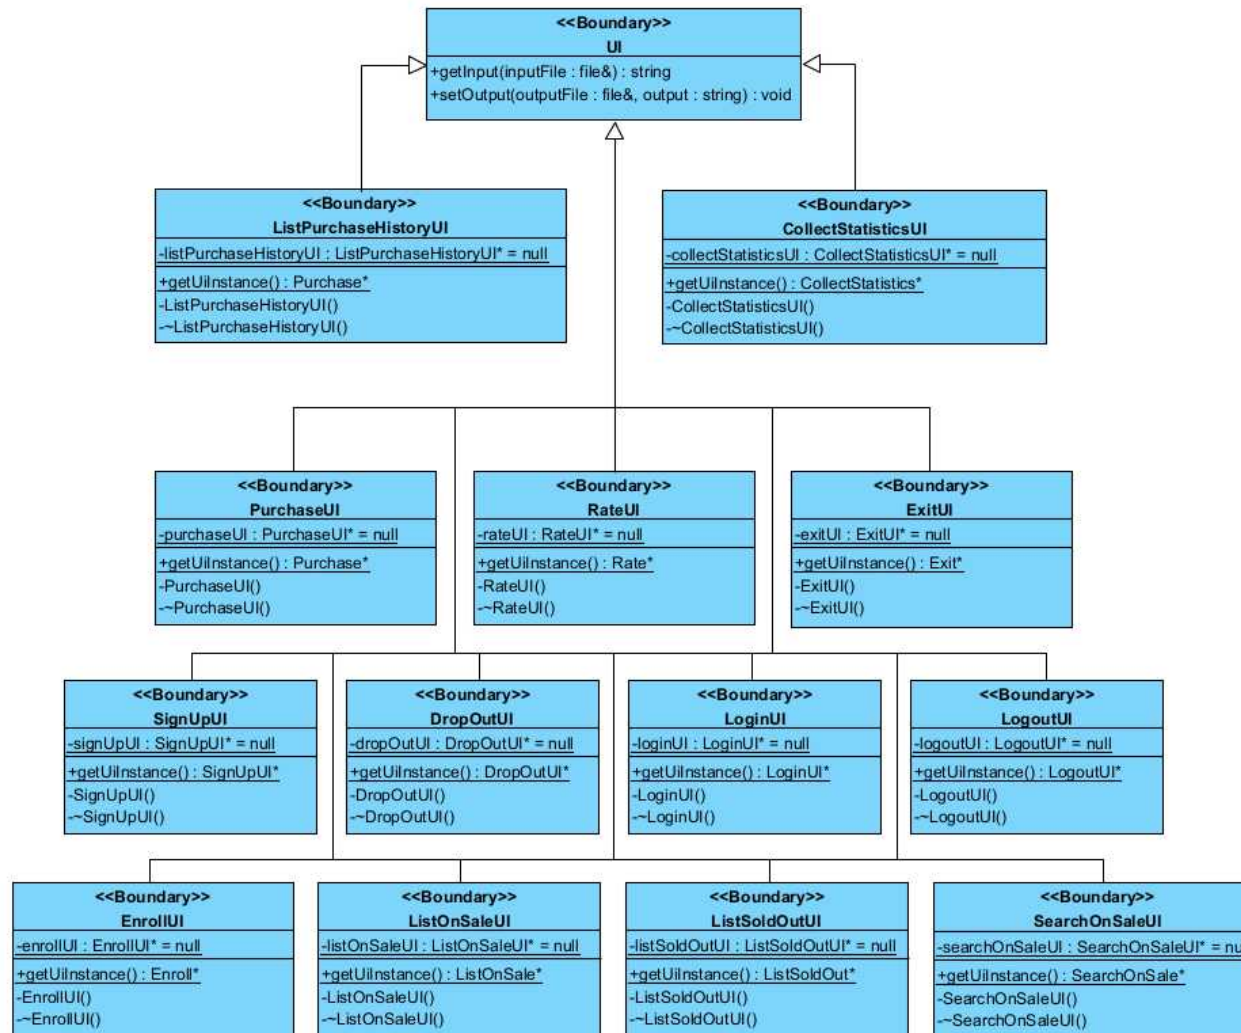 <<Boundary>>
UI
+getInput(inputFile : file&) : string
+setOutput(outputFile : file&, output : string) : void
<<Boundary>>
ListPurchaseHistoryUI
-listPurchaseHistoryUI : ListPurchaseHistoryUI* = null
+getUiInstance() : Purchase*
-ListPurchaseHistoryUI()
-~ListPurchaseHistoryUI()
<<Boundary>>
CollectStatisticsUI
-collectStatisticsUI : CollectStatisticsUI* = null
+getUiInstance() : CollectStatistics*
-CollectStatisticsUI()
-~CollectStatisticsUI()
<<Boundary>>
PurchaseUI
-purchaseUI : PurchaseUI* = null
+getUiInstance() : Purchase*
-PurchaseUI()
-~PurchaseUI()
<<Boundary>>
RateUI
-rateUI : RateUI* = null
+getUiInstance() : Rate*
-RateUI()
-~RateUI()
<<Boundary>>
ExitUI
-exitUI : ExitUI* = null
+getUiInstance() : Exit*
-ExitUI()
-~ExitUI()
<<Boundary>>
SignUpUI
-signUpUI : SignUpUI* = null
+getUiInstance() : SignUpUI*
-SignUpUI()
-~SignUpUI()
<<Boundary>>
DropOutUI
-dropOutUI : DropOutUI* = null
+getUiInstance() : DropOutUI*
-DropOutUI()
-~DropOutUI()
<<Boundary>>
LoginUI
-loginUI : LoginUI* = null
+getUiInstance() : LoginUI*
-LoginUI()
-~LoginUI()
<<Boundary>>
LogoutUI
-logoutUI : LogoutUI* = null
+getUiInstance() : LogoutUI*
-LogoutUI()
-~LogoutUI()
<<Boundary>>
EnrollUI
-enrollUI : EnrollUI* = null
+getUiInstance() : Enroll*
-EnrollUI()
-~EnrollUI()
<<Boundary>>
ListOnSaleUI
-listOnSaleUI : ListOnSaleUI* = null
+getUiInstance() : ListOnSale*
-ListOnSaleUI()
-~ListOnSaleUI()
<<Boundary>>
ListSoldOutUI
-listSoldOutUI : ListSoldOutUI* = null
+getUiInstance() : ListSoldOut*
-ListSoldOutUI()
-~ListSoldOutUI()
<<Boundary>>
SearchOnSaleUI
-searchOnSaleUI : SearchOnSaleUI* = nu
+getUiInstance() : SearchOnSale*
-SearchOnSaleUI()
-~SearchOnSaleUI()